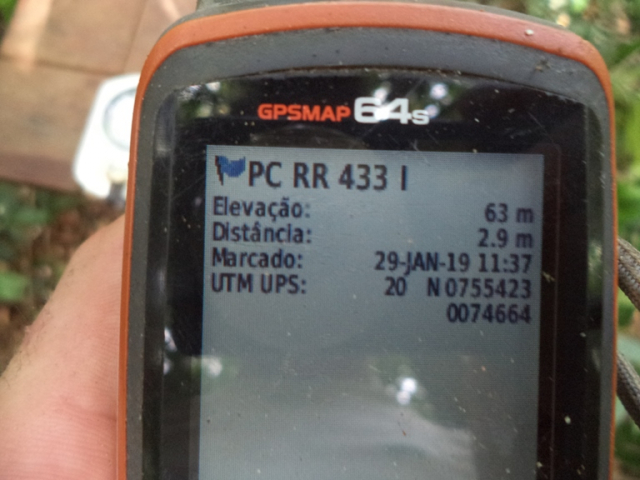 GPSMAP 64s
PC RR 433 I
Elevação: 63 m
Distância: 2.9 m
Marcado: 29-JAN-19 11:37
UTM UPS: 20 N 0755423
0074664